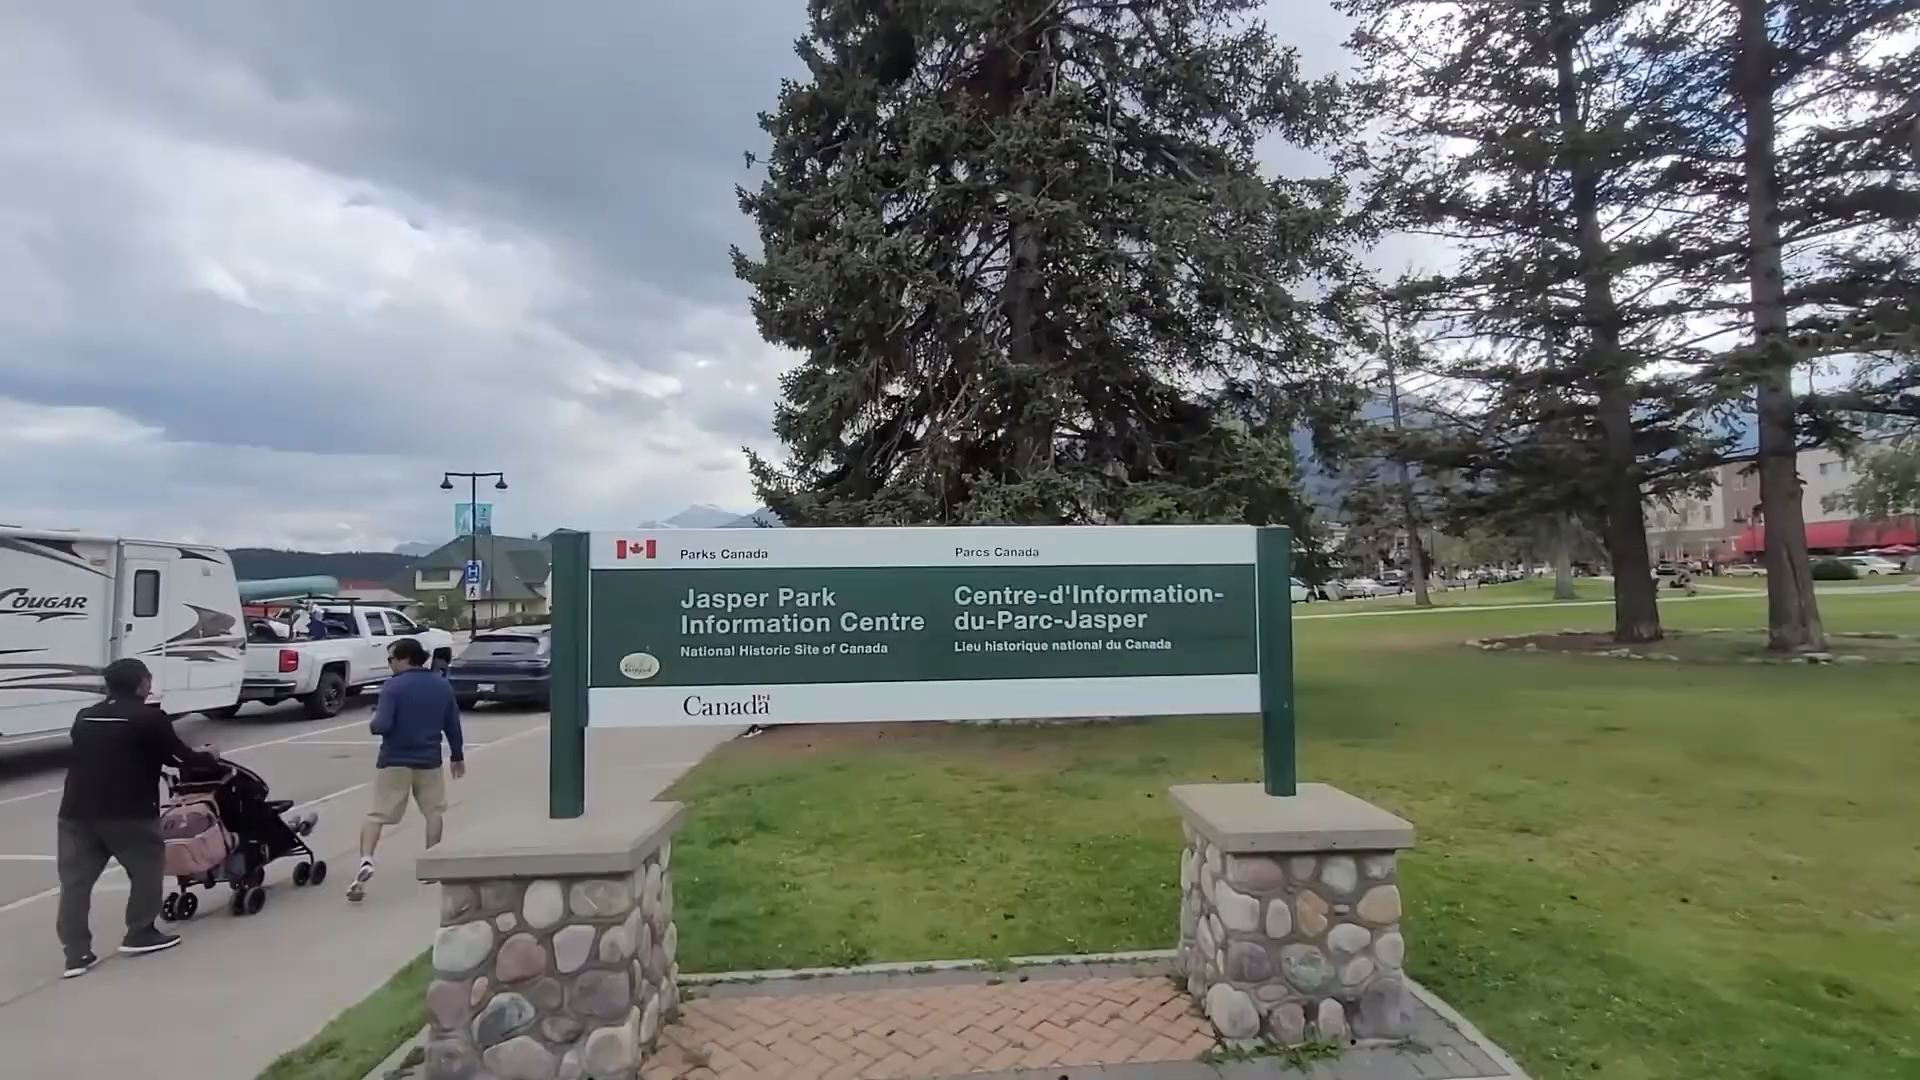 Parks Canada
Parcs Canada
Jasper Park
Information Centre
National Historic Site of Canada
Centre-d'Information-
du-Parc-Jasper
Lieu historique national du Canada
Canada
COUGAR
H